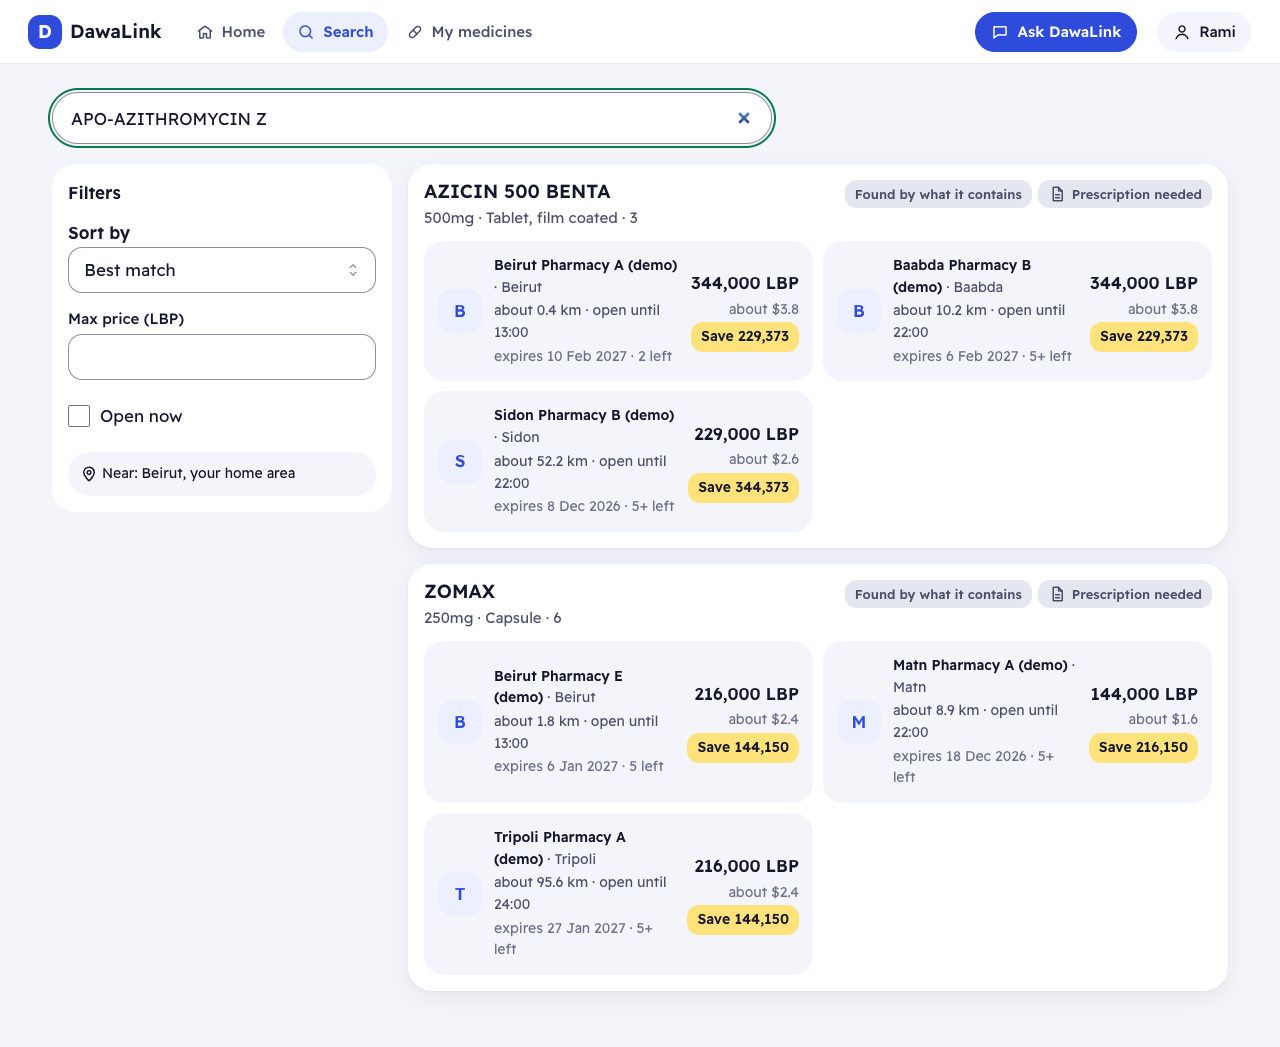 D DawaLink
Home
Search
My medicines
Ask DawaLink
Rami
APO-AZITHROMYCIN Z
Filters
Sort by
Best match
Max price (LBP)
Open now
Near: Beirut, your home area
AZICIN 500 BENTA
500mg · Tablet, film coated · 3
Found by what it contains
Prescription needed
B
Beirut Pharmacy A (demo)
· Beirut
about 0.4 km · open until
13:00
expires 10 Feb 2027 · 2 left
344,000 LBP
about $3.8
Save 229,373
B
Baabda Pharmacy B
(demo) · Baabda
about 10.2 km · open until
22:00
expires 6 Feb 2027 · 5+ left
344,000 LBP
about $3.8
Save 229,373
S
Sidon Pharmacy B (demo)
· Sidon
about 52.2 km · open until
22:00
expires 8 Dec 2026 · 5+ left
229,000 LBP
about $2.6
Save 344,373
ZOMAX
250mg · Capsule · 6
Found by what it contains
Prescription needed
B
Beirut Pharmacy E
(demo) · Beirut
about 1.8 km · open until
13:00
expires 6 Jan 2027 · 5 left
216,000 LBP
about $2.4
Save 144,150
M
Matn Pharmacy A (demo) ·
Matn
about 8.9 km · open until
22:00
expires 18 Dec 2026 · 5+
left
144,000 LBP
about $1.6
Save 216,150
T
Tripoli Pharmacy A
(demo) · Tripoli
about 95.6 km · open until
24:00
expires 27 Jan 2027 · 5+
left
216,000 LBP
about $2.4
Save 144,150